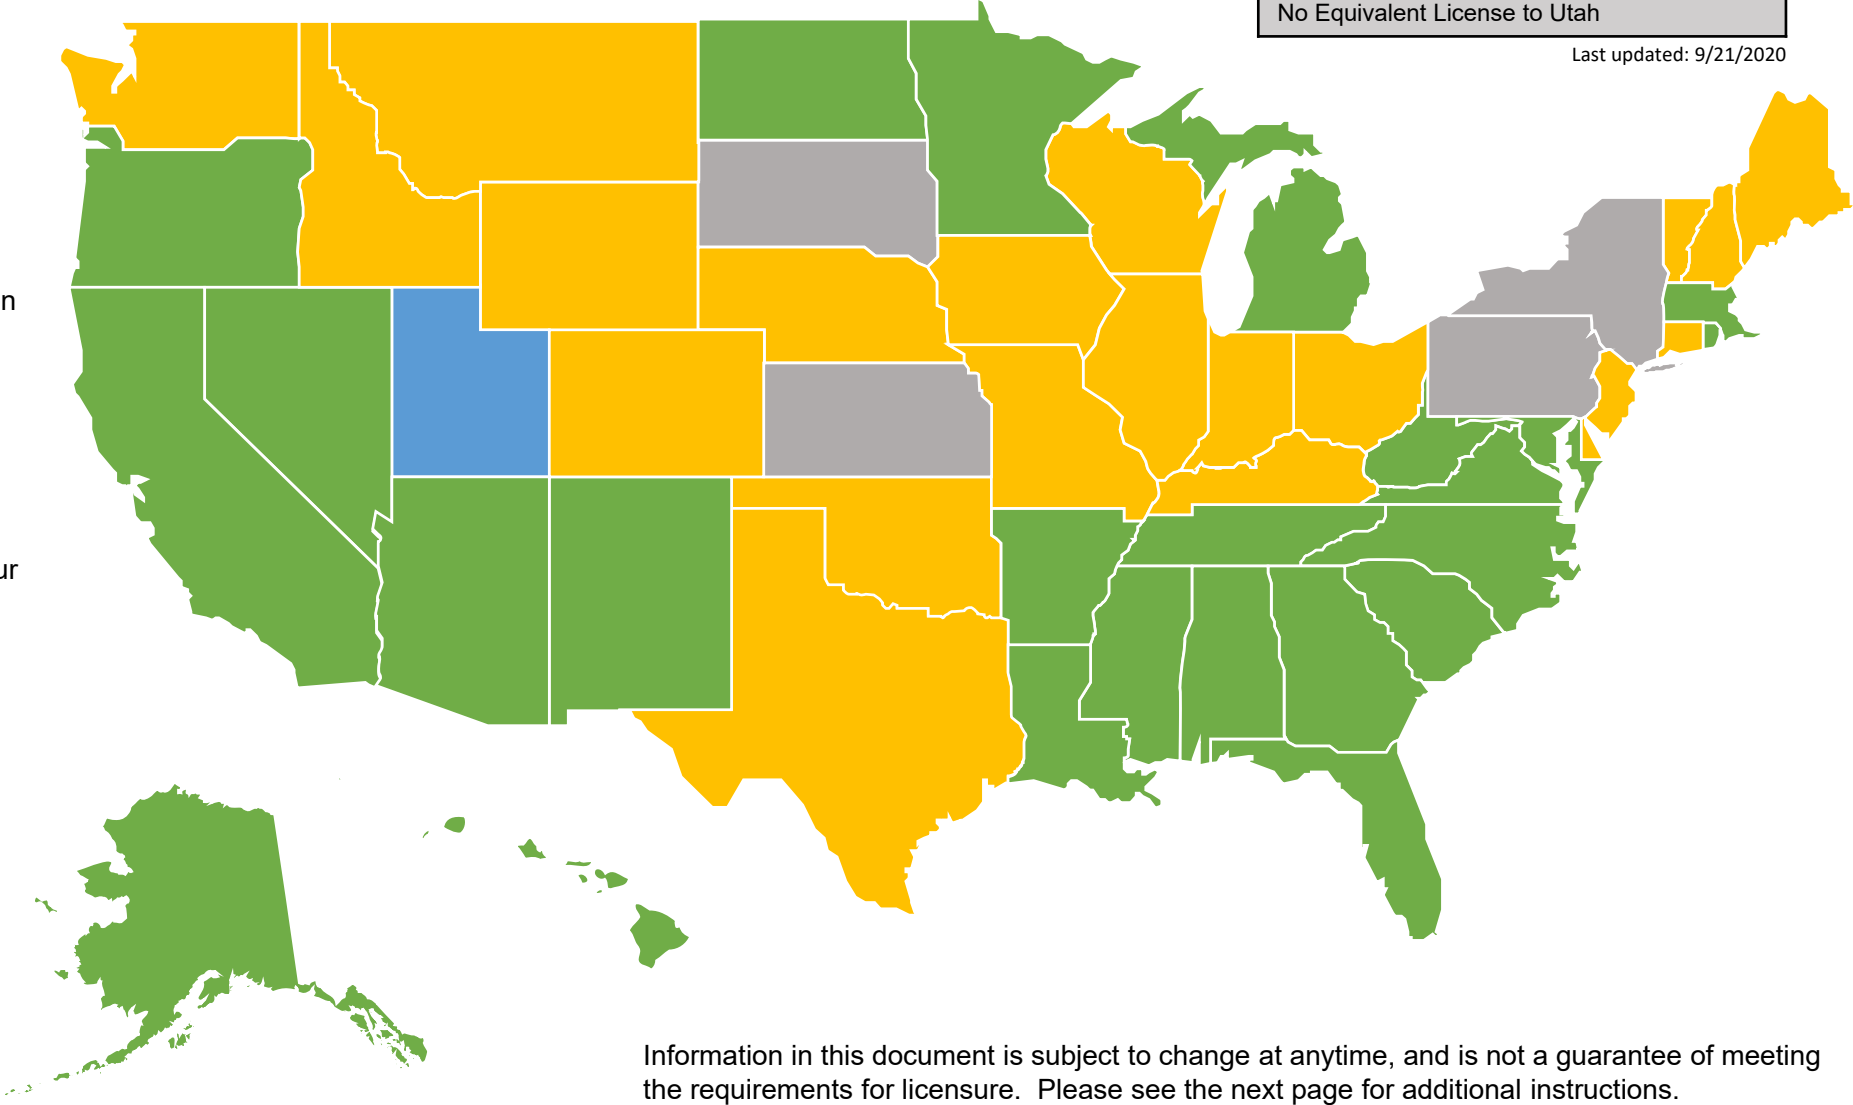 No Equivalent License to Utah
Last updated: 9/21/2020
n
ur
Information in this document is subject to change at anytime, and is not a guarantee of meeting
the requirements for licensure.  Please see the next page for additional instructions.